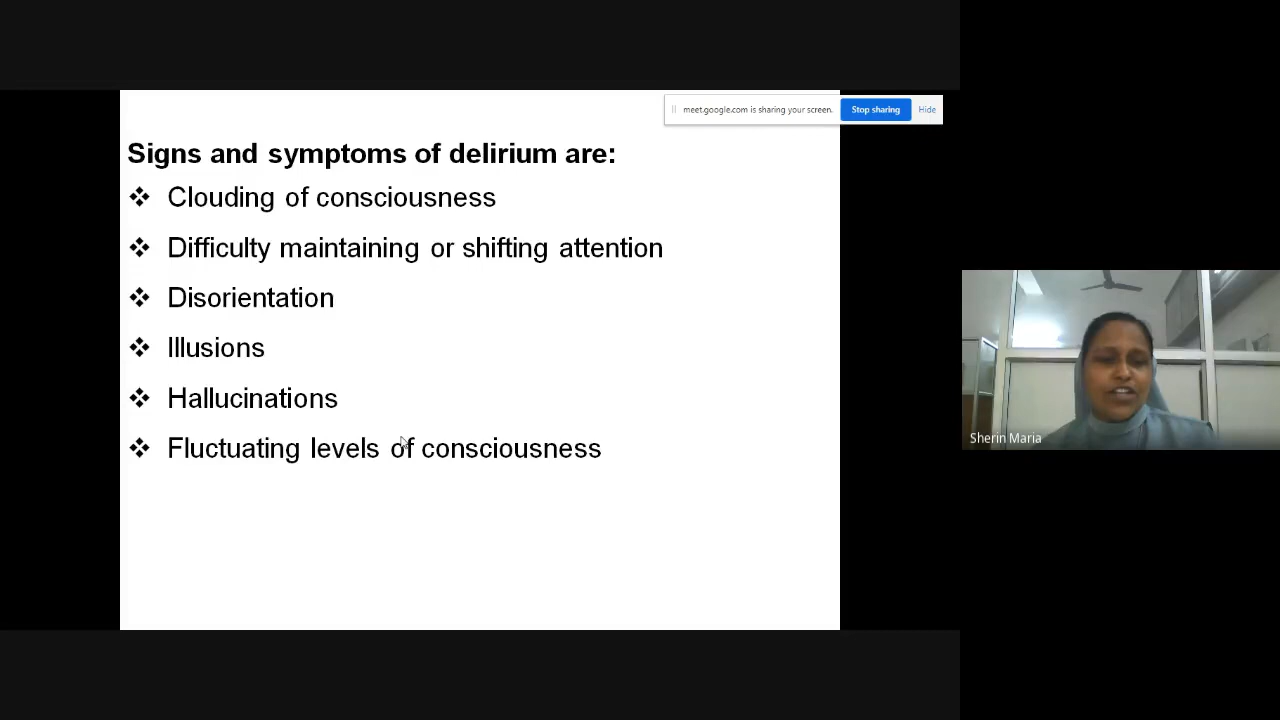 meet.google.com is sharing your screen. Stop sharing Hide
Signs and symptoms of delirium are:
❖ Clouding of consciousness
❖ Difficulty maintaining or shifting attention
❖ Disorientation
❖ Illusions
❖ Hallucinations
❖ Fluctuating levels of consciousness
Sherin Maria